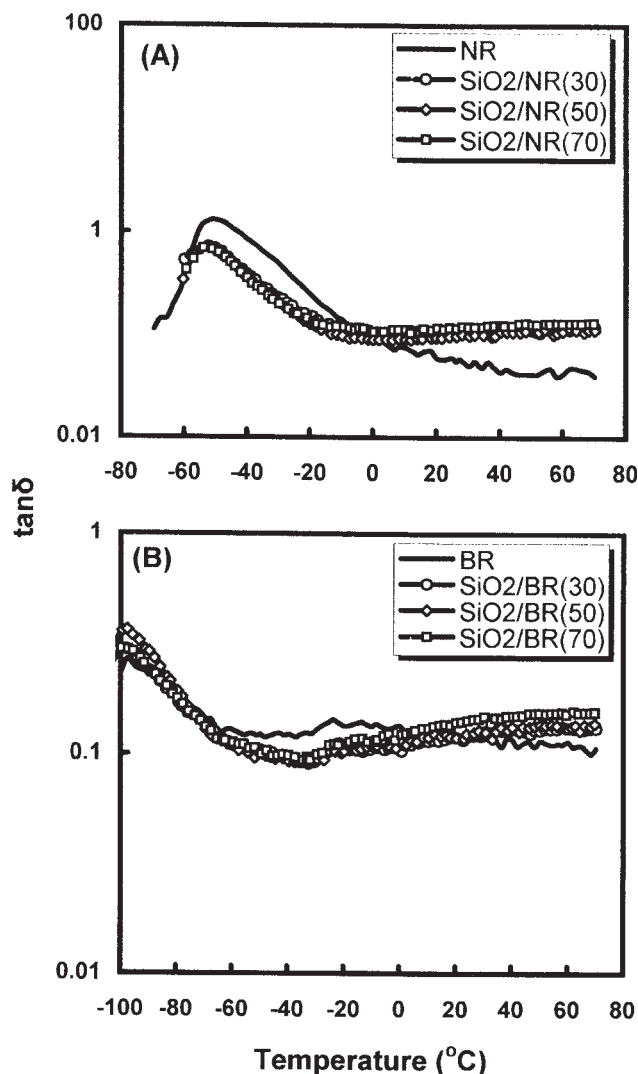 100
(A)
NR
SiO2/NR(30)
SiO2/NR(50)
SiO2/NR(70)
1
0.01
-80 -60 -40 -20 0 20 40 60 80
tanδ
1
(B)
BR
SiO2/BR(30)
SiO2/BR(50)
SiO2/BR(70)
0.1
0.01
-100 -80 -60 -40 -20 0 20 40 60 80
Temperature (°C)